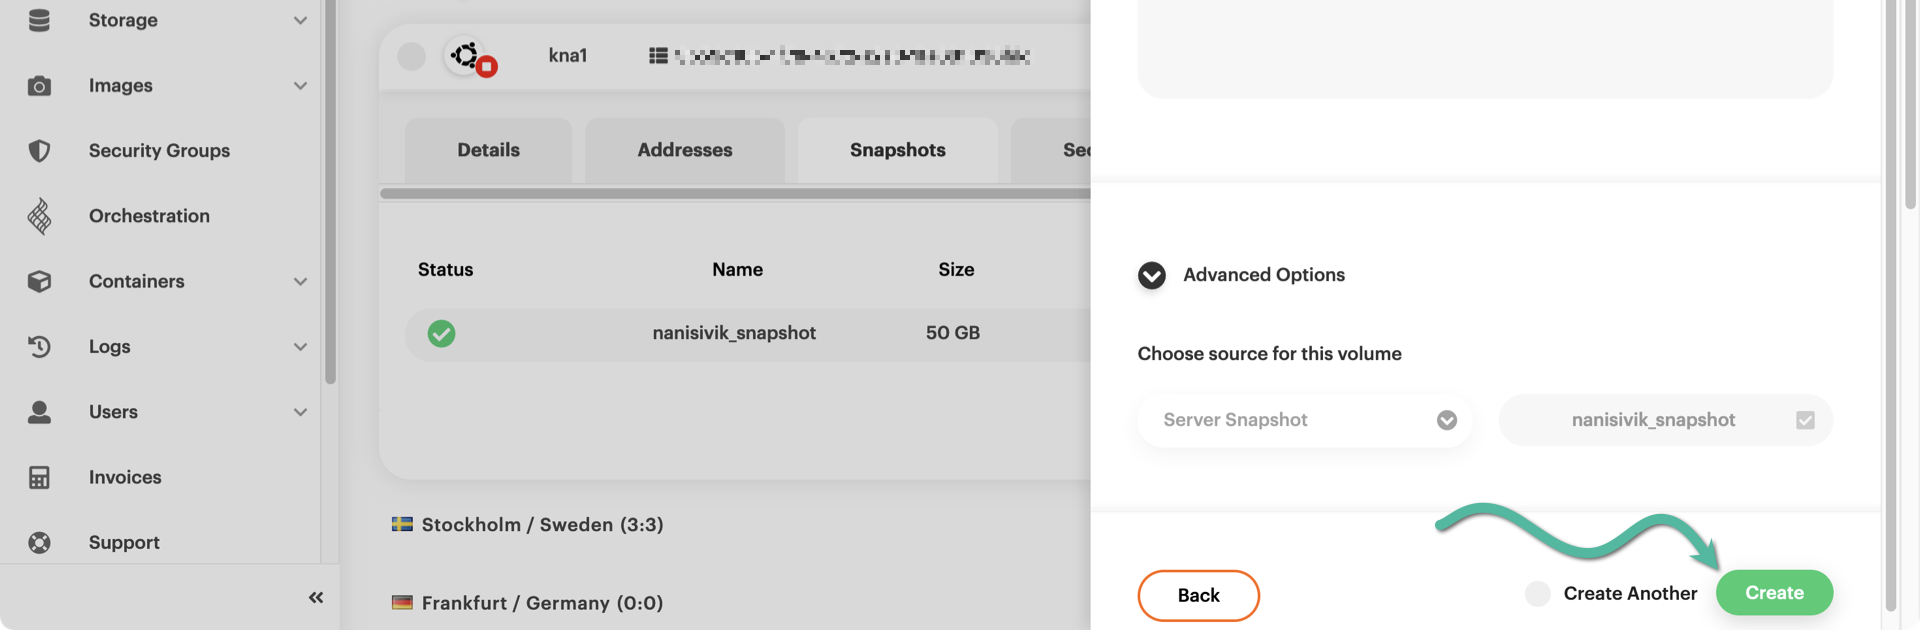 Storage
Images
Security Groups
Orchestration
Containers
Logs
Users
Invoices
Support
«
kna1
Details
Addresses
Snapshots
Status
Name
Size
nanisivik_snapshot
50 GB
Stockholm / Sweden (3:3)
Frankfurt / Germany (0:0)
Advanced Options
Choose source for this volume
Server Snapshot
nanisivik_snapshot
Back
Create Another
Create